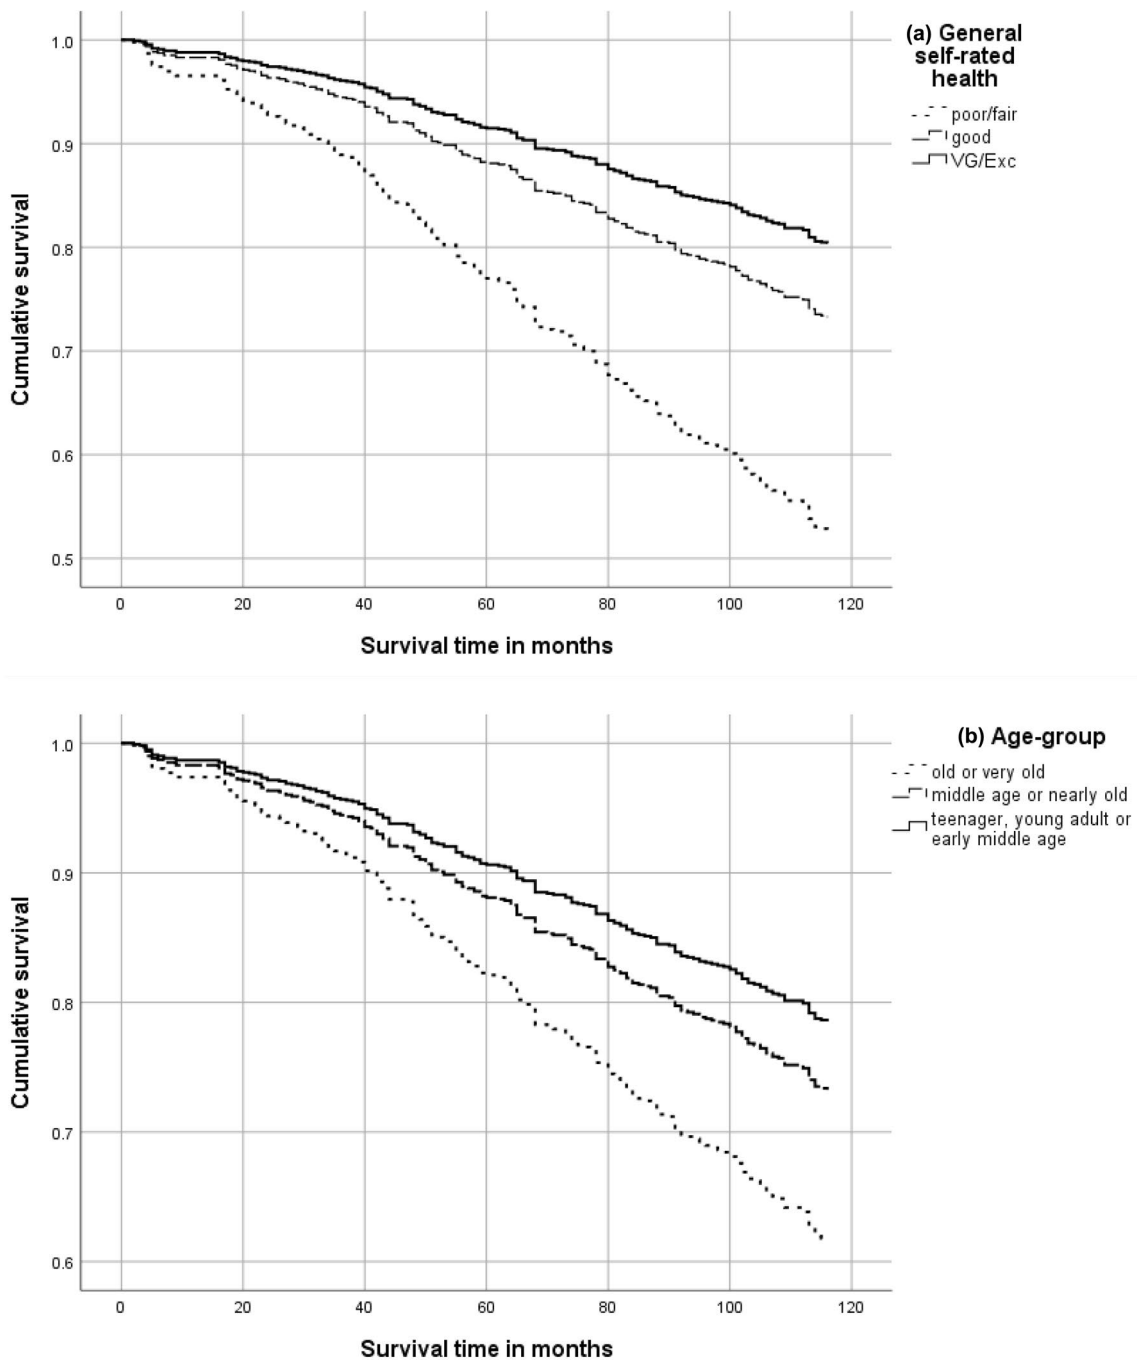 (a) General
self-rated
health
poor/fair
good
VG/Exc
1.0
0.9
0.8
0.7
0.6
0.5
Cumulative survival
0 20 40 60 80 100 120
Survival time in months
(b) Age-group
old or very old
middle age or nearly old
teenager, young adult or
early middle age
1.0
0.9
0.8
0.7
0.6
Cumulative survival
0 20 40 60 80 100 120
Survival time in months